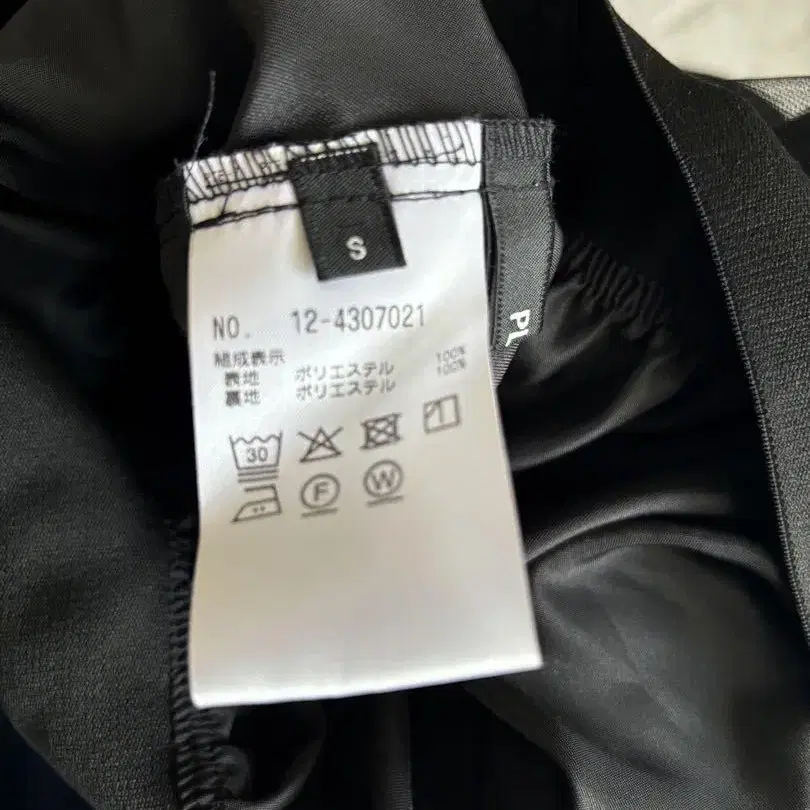 S
PL
NO. 12-4307021
組成表示
表地 ポリエステル 100%
裏地 ポリエステル 100%
30
F
W